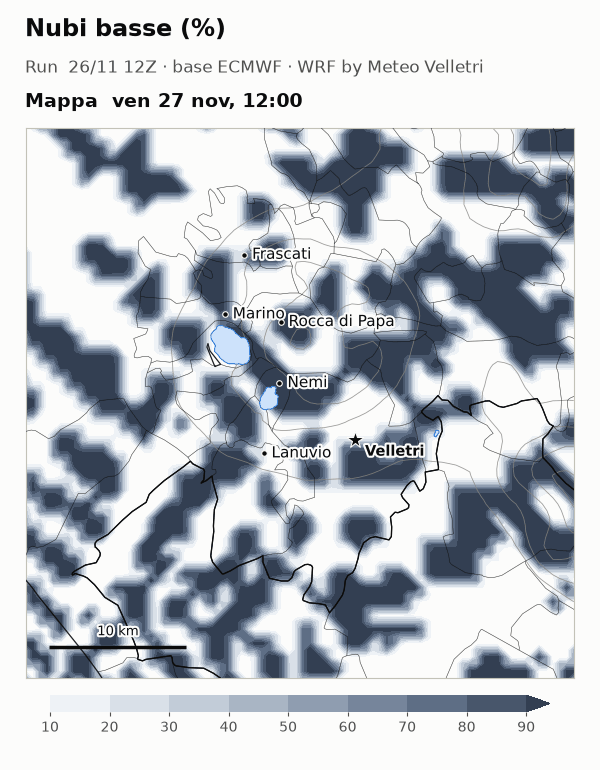 Nubi basse (%)
Run  26/11 12Z · base ECMWF · WRF by Meteo Velletri
Mappa  ven 27 nov, 12:00
Frascati
Marino
Rocca di Papa
Nemi
Lanuvio
Velletri
10 km
10 20 30 40 50 60 70 80 90